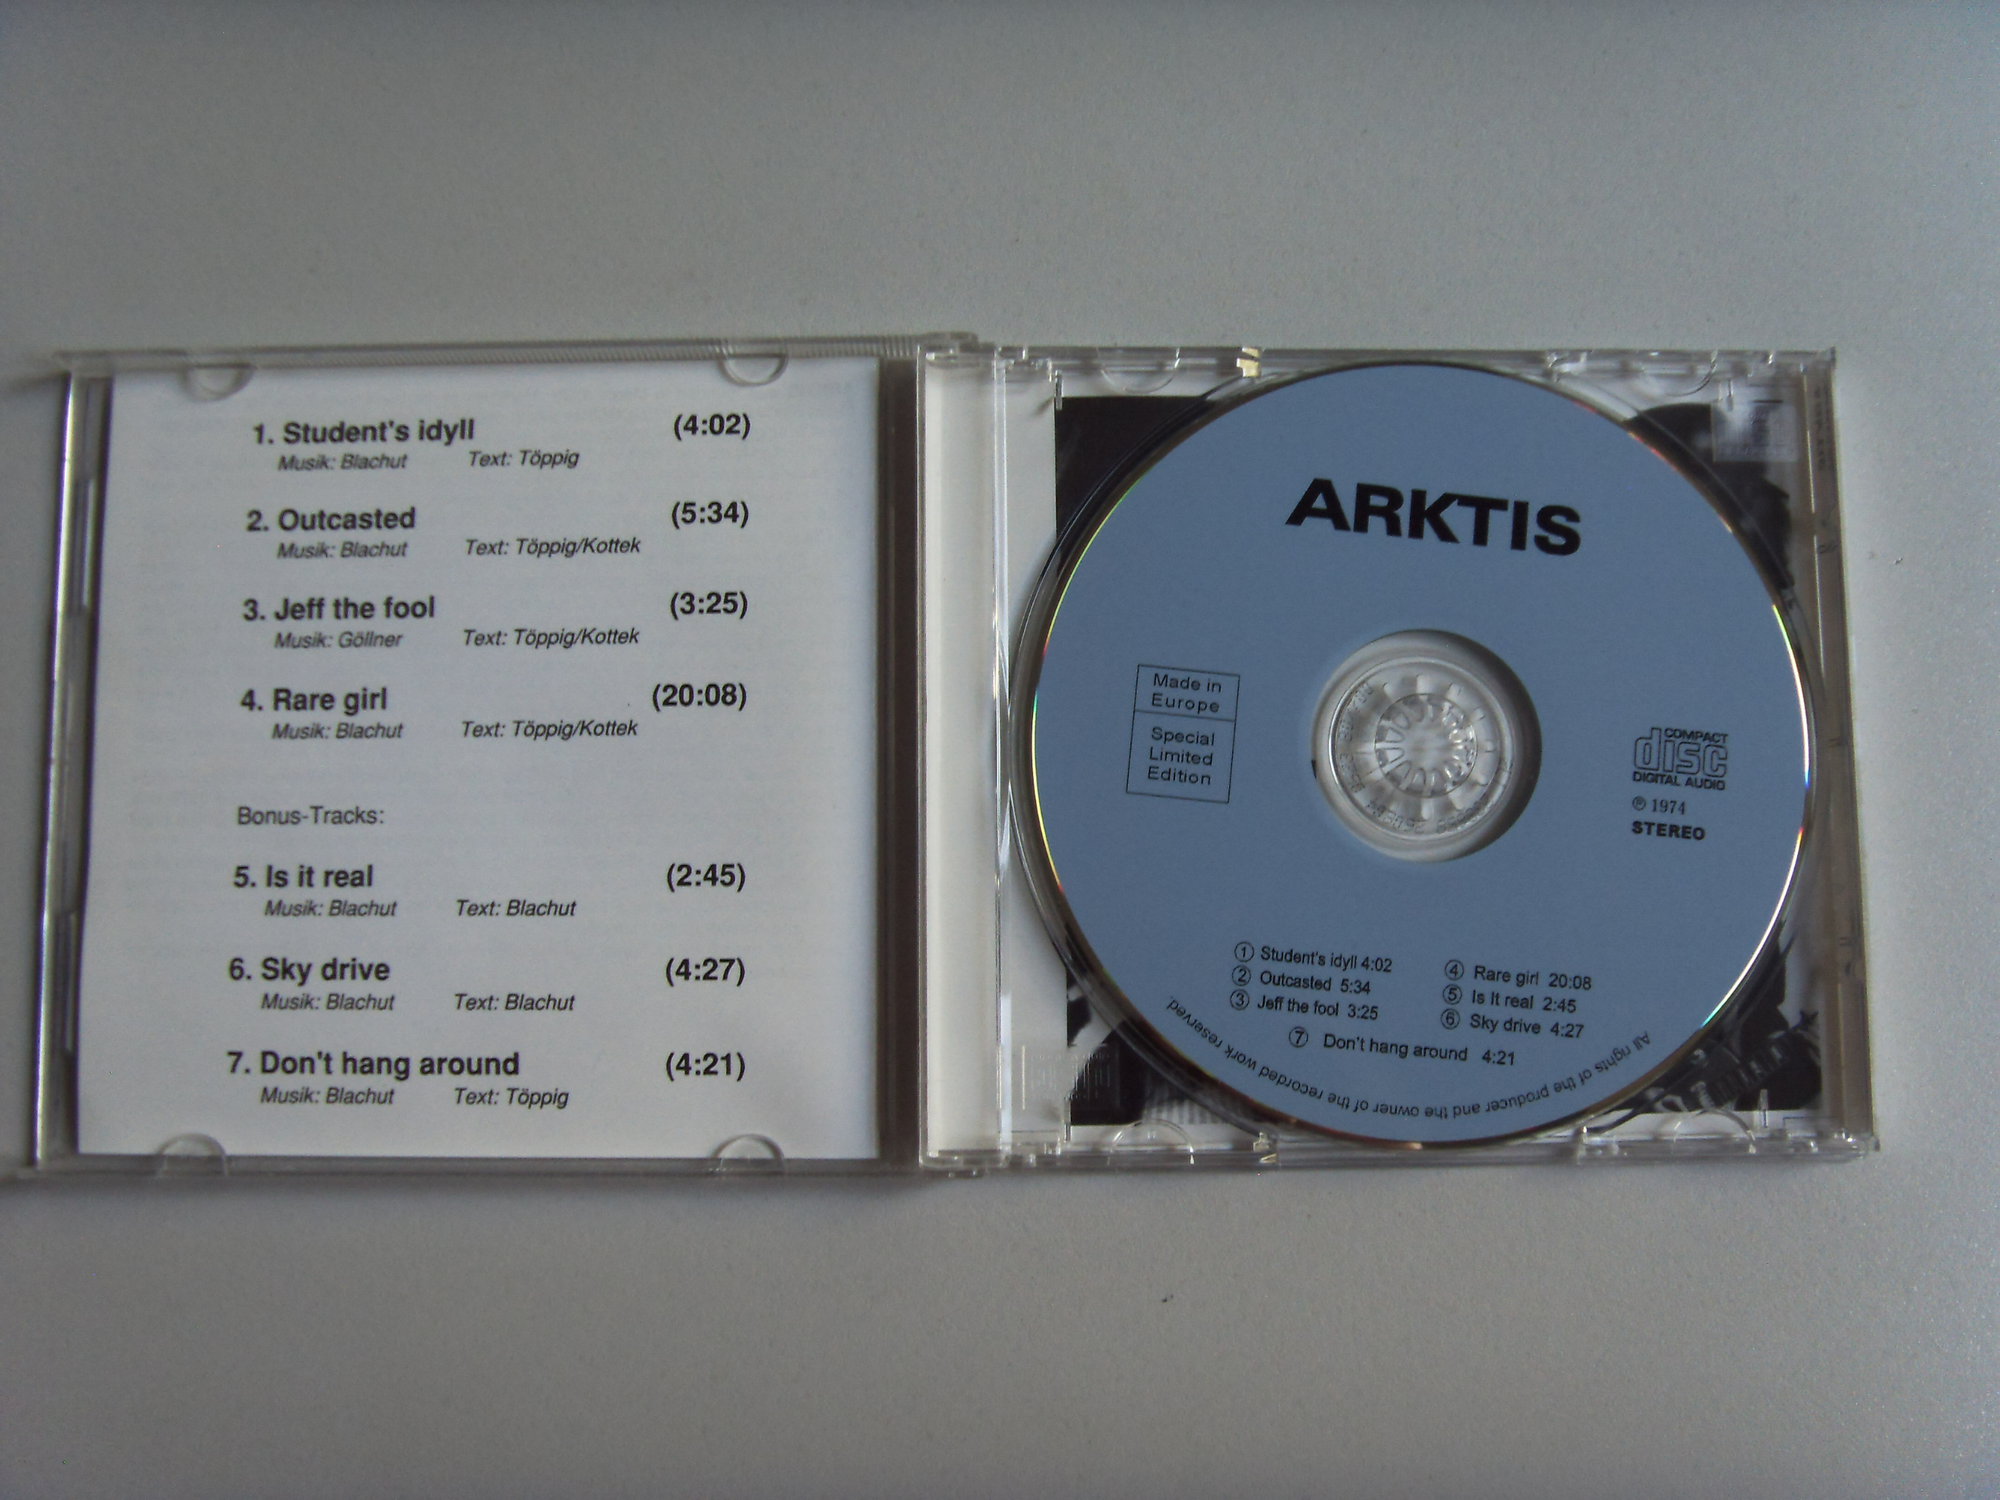 1. Student's idyll (4:02)
Musik: Blachut Text: Töppig
2. Outcasted (5:34)
Musik: Blachut Text: Töppig/Kottek
3. Jeff the fool (3:25)
Musik: Göllner Text: Töppig/Kottek
4. Rare girl (20:08)
Musik: Blachut Text: Töppig/Kottek
Bonus-Tracks:
5. Is it real (2:45)
Musik: Blachut Text: Blachut
6. Sky drive (4:27)
Musik: Blachut Text: Blachut
7. Don't hang around (4:21)
Musik: Blachut Text: Töppig
ARKTIS
Made in
Europe
Special
Limited
Edition
COMPACT
disc
DIGITAL AUDIO
℗ 1974
STEREO
① Student's idyll 4:02
② Outcasted 5:34
③ Jeff the fool 3:25
④ Rare girl 20:08
⑤ Is It real 2:45
⑥ Sky drive 4:27
⑦ Don't hang around 4:21
All rights of the producer and the owner of the recorded work reserved.